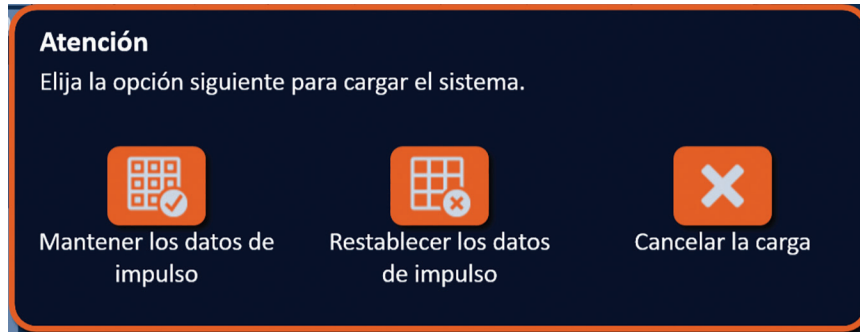 Atención
Elija la opción siguiente para cargar el sistema.
Mantener los datos de
impulso
Restablecer los datos
de impulso
Cancelar la carga